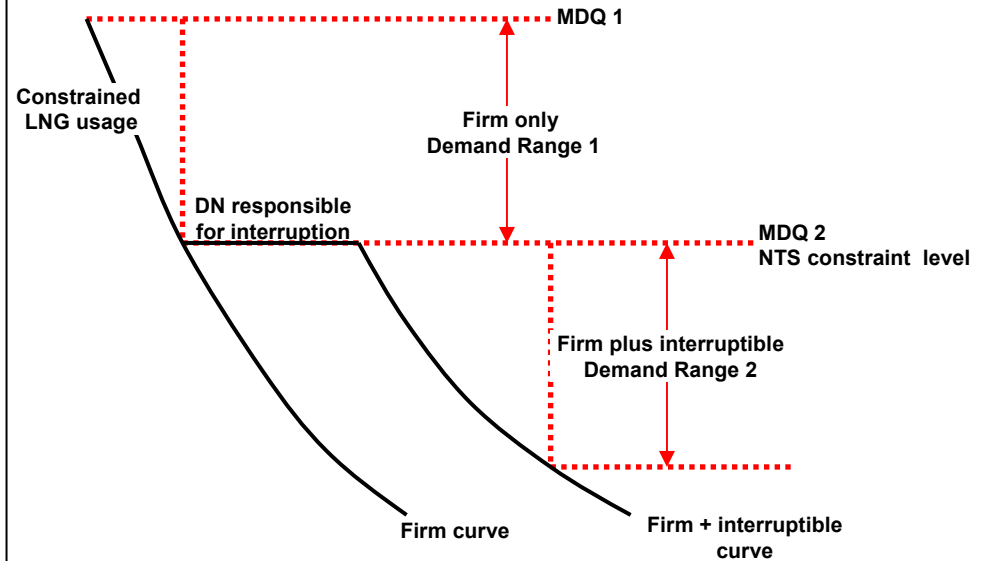 MDQ 1
Constrained
LNG usage
Firm only
Demand Range 1
DN responsible
for interruption
MDQ 2
NTS constraint level
Firm plus interruptible
Demand Range 2
Firm curve
Firm + interruptible
curve